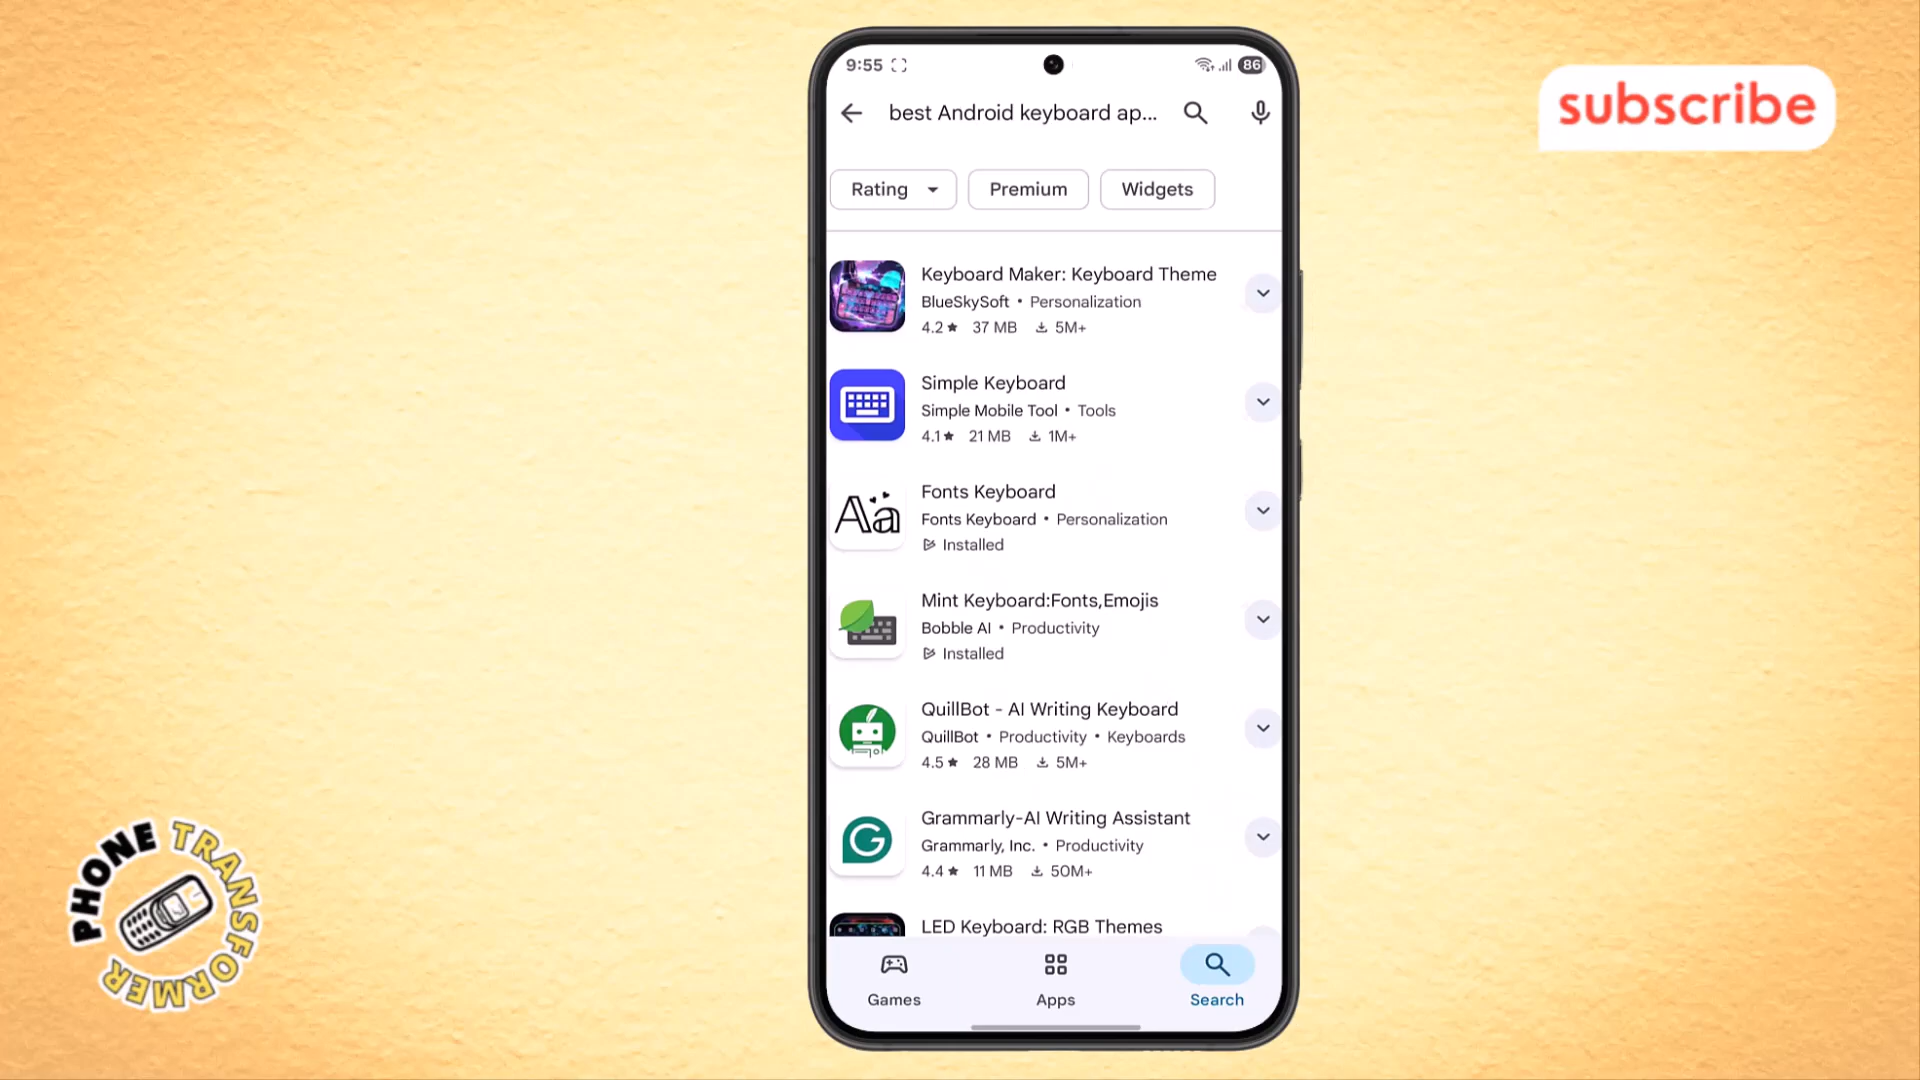 9:55
86
best Android keyboard ap...
Rating
Premium
Widgets
Keyboard Maker: Keyboard Theme
BlueSkySoft • Personalization
4.2★ 37 MB 5M+
Simple Keyboard
Simple Mobile Tool • Tools
4.1★ 21 MB 1M+
Fonts Keyboard
Aa
Fonts Keyboard • Personalization
Installed
Mint Keyboard:Fonts,Emojis
Bobble AI • Productivity
Installed
QuillBot - AI Writing Keyboard
QuillBot • Productivity • Keyboards
4.5★ 28 MB 5M+
Grammarly-AI Writing Assistant
G
Grammarly, Inc. • Productivity
4.4★ 11 MB 50M+
LED Keyboard: RGB Themes
Games
Apps
Search
subscribe
PHONE TRANSFORMER